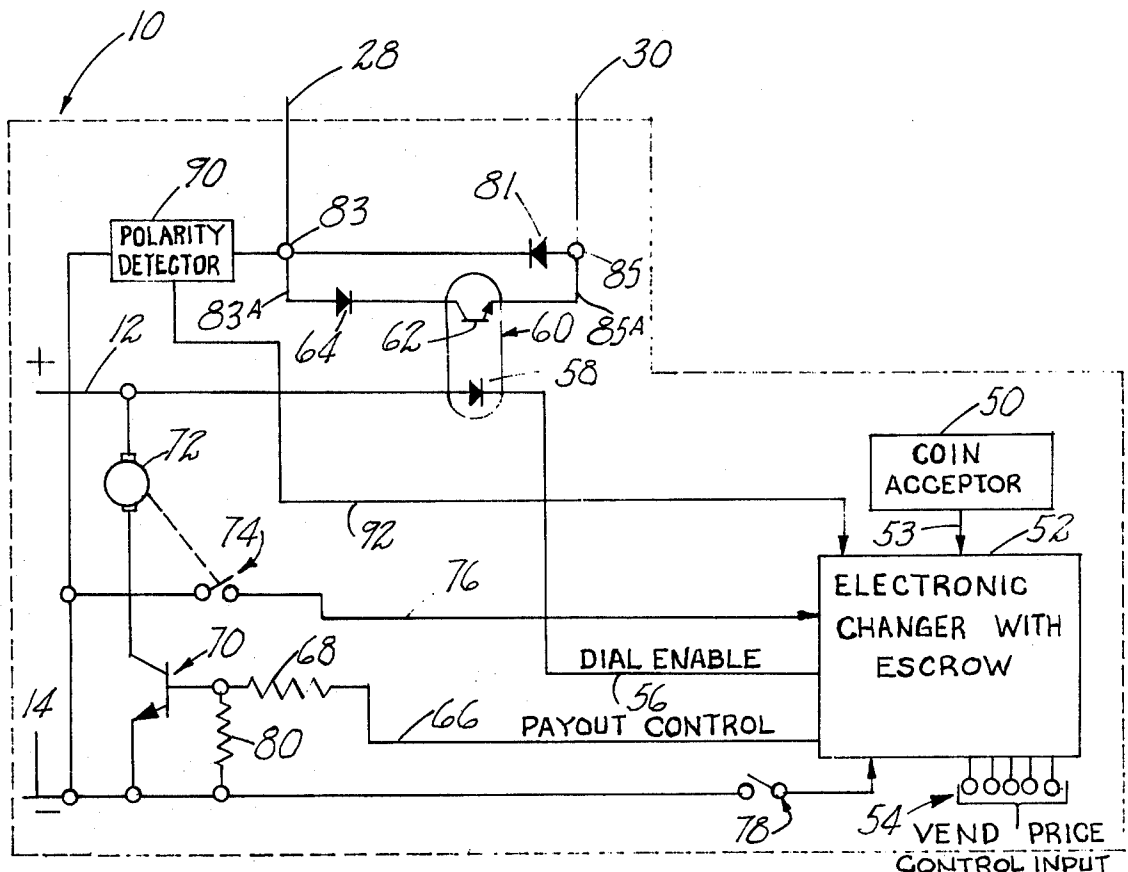 10
28
30
90
POLARITY
DETECTOR
83
81
85
83A
64
62
60
85A
12
+
58
50
COIN
ACCEPTOR
72
53
52
92
74
76
ELECTRONIC
CHANGER WITH
ESCROW
70
68
DIAL ENABLE
56
14
80
66
PAYOUT CONTROL
-
78
54
VEND PRICE
CONTROL INPUT